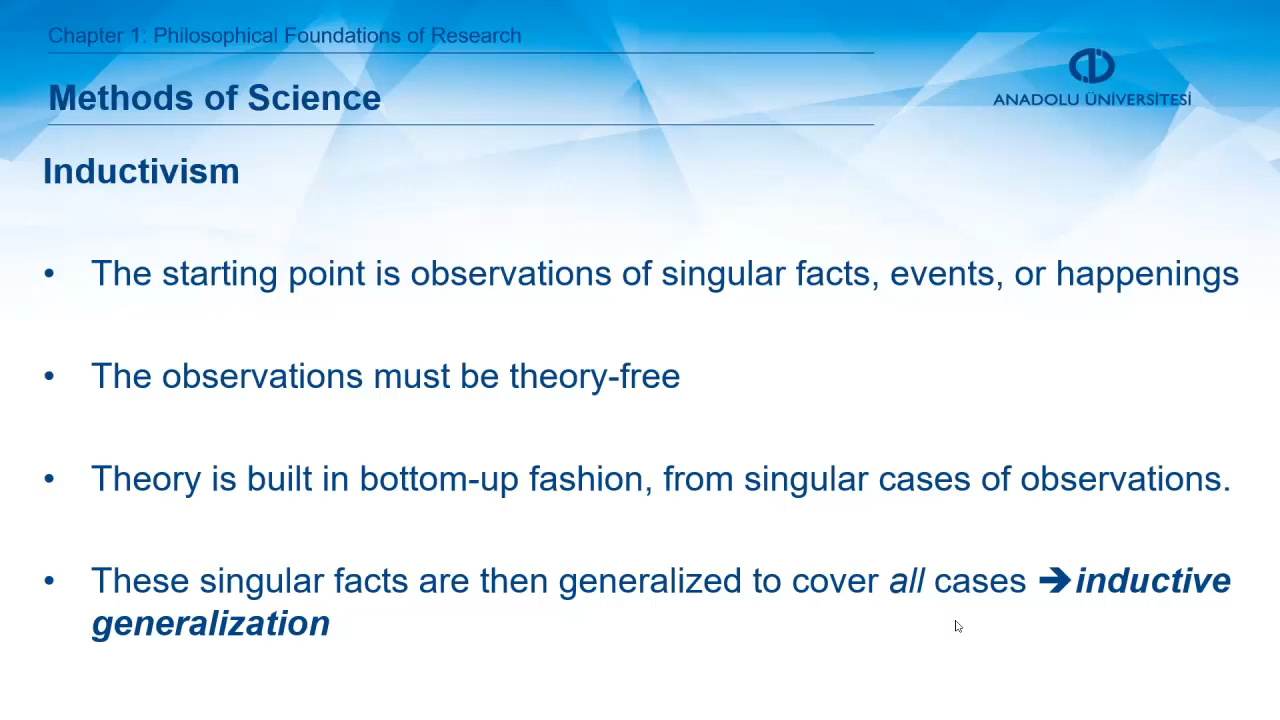 Chapter 1: Philosophical Foundations of Research
Methods of Science
ANADOLU ÜNİVERSİTESİ
Inductivism
• The starting point is observations of singular facts, events, or happenings
• The observations must be theory-free
• Theory is built in bottom-up fashion, from singular cases of observations.
• These singular facts are then generalized to cover all cases ➔inductive
generalization